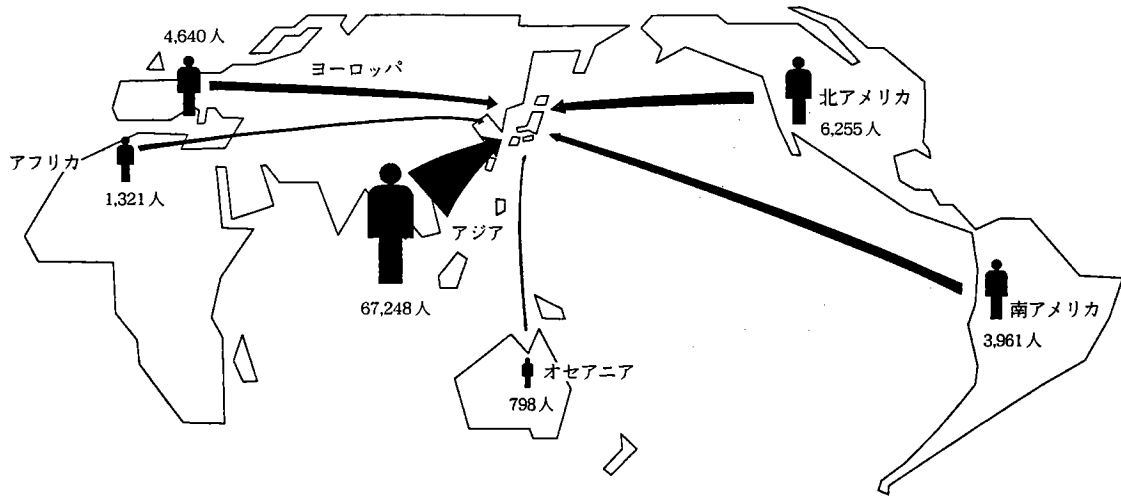 4,640人
ヨーロッパ
アフリカ
1,321人
アジア
67,248人
オセアニア
798人
北アメリカ
6,255人
南アメリカ
3,961人